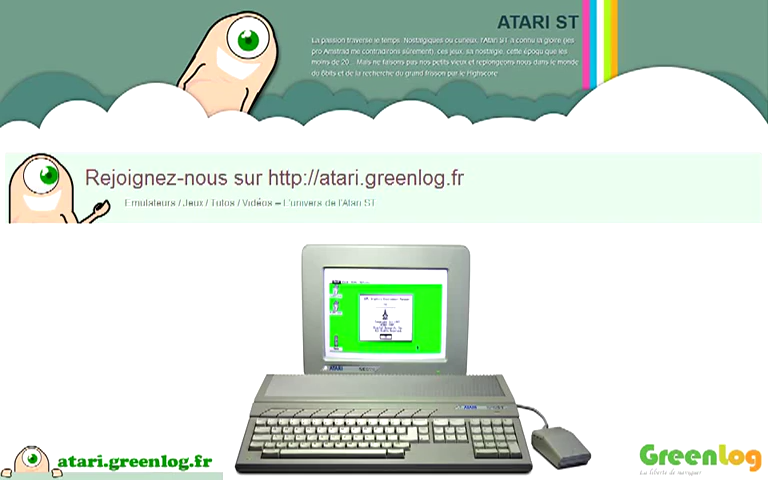 ATARI ST
La passion traverse le temps. Nostalgiques ou curieux, l'Atari ST a connu la gloire (les
pro Amstrad me contradirons sûrement), ces jeux, sa nostalgie, cette époque que les
moins de 20... Mais ne faisons pas nos petits vieux et replongeons-nous dans le monde
du 8bits et de la recherche du grand frisson par le Highscore
Rejoignez-nous sur http://atari.greenlog.fr
Emulateurs / Jeux / Tutos / Vidéos – L'univers de l'Atari ST
ATARI
ATARI
atari.greenlog.fr
GreenLog
La liberté de naviguer